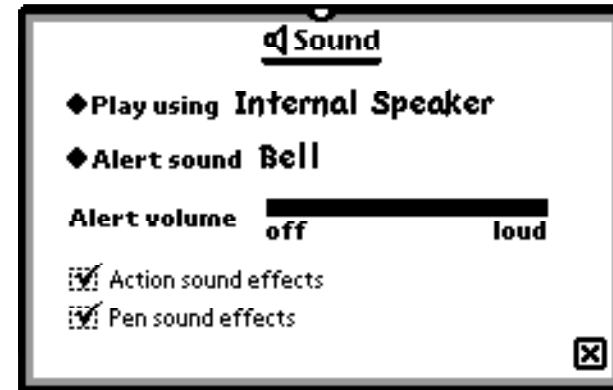 Sound
Play using Internal Speaker
Alert sound Bell
Alert volume
off loud
Action sound effects
Pen sound effects